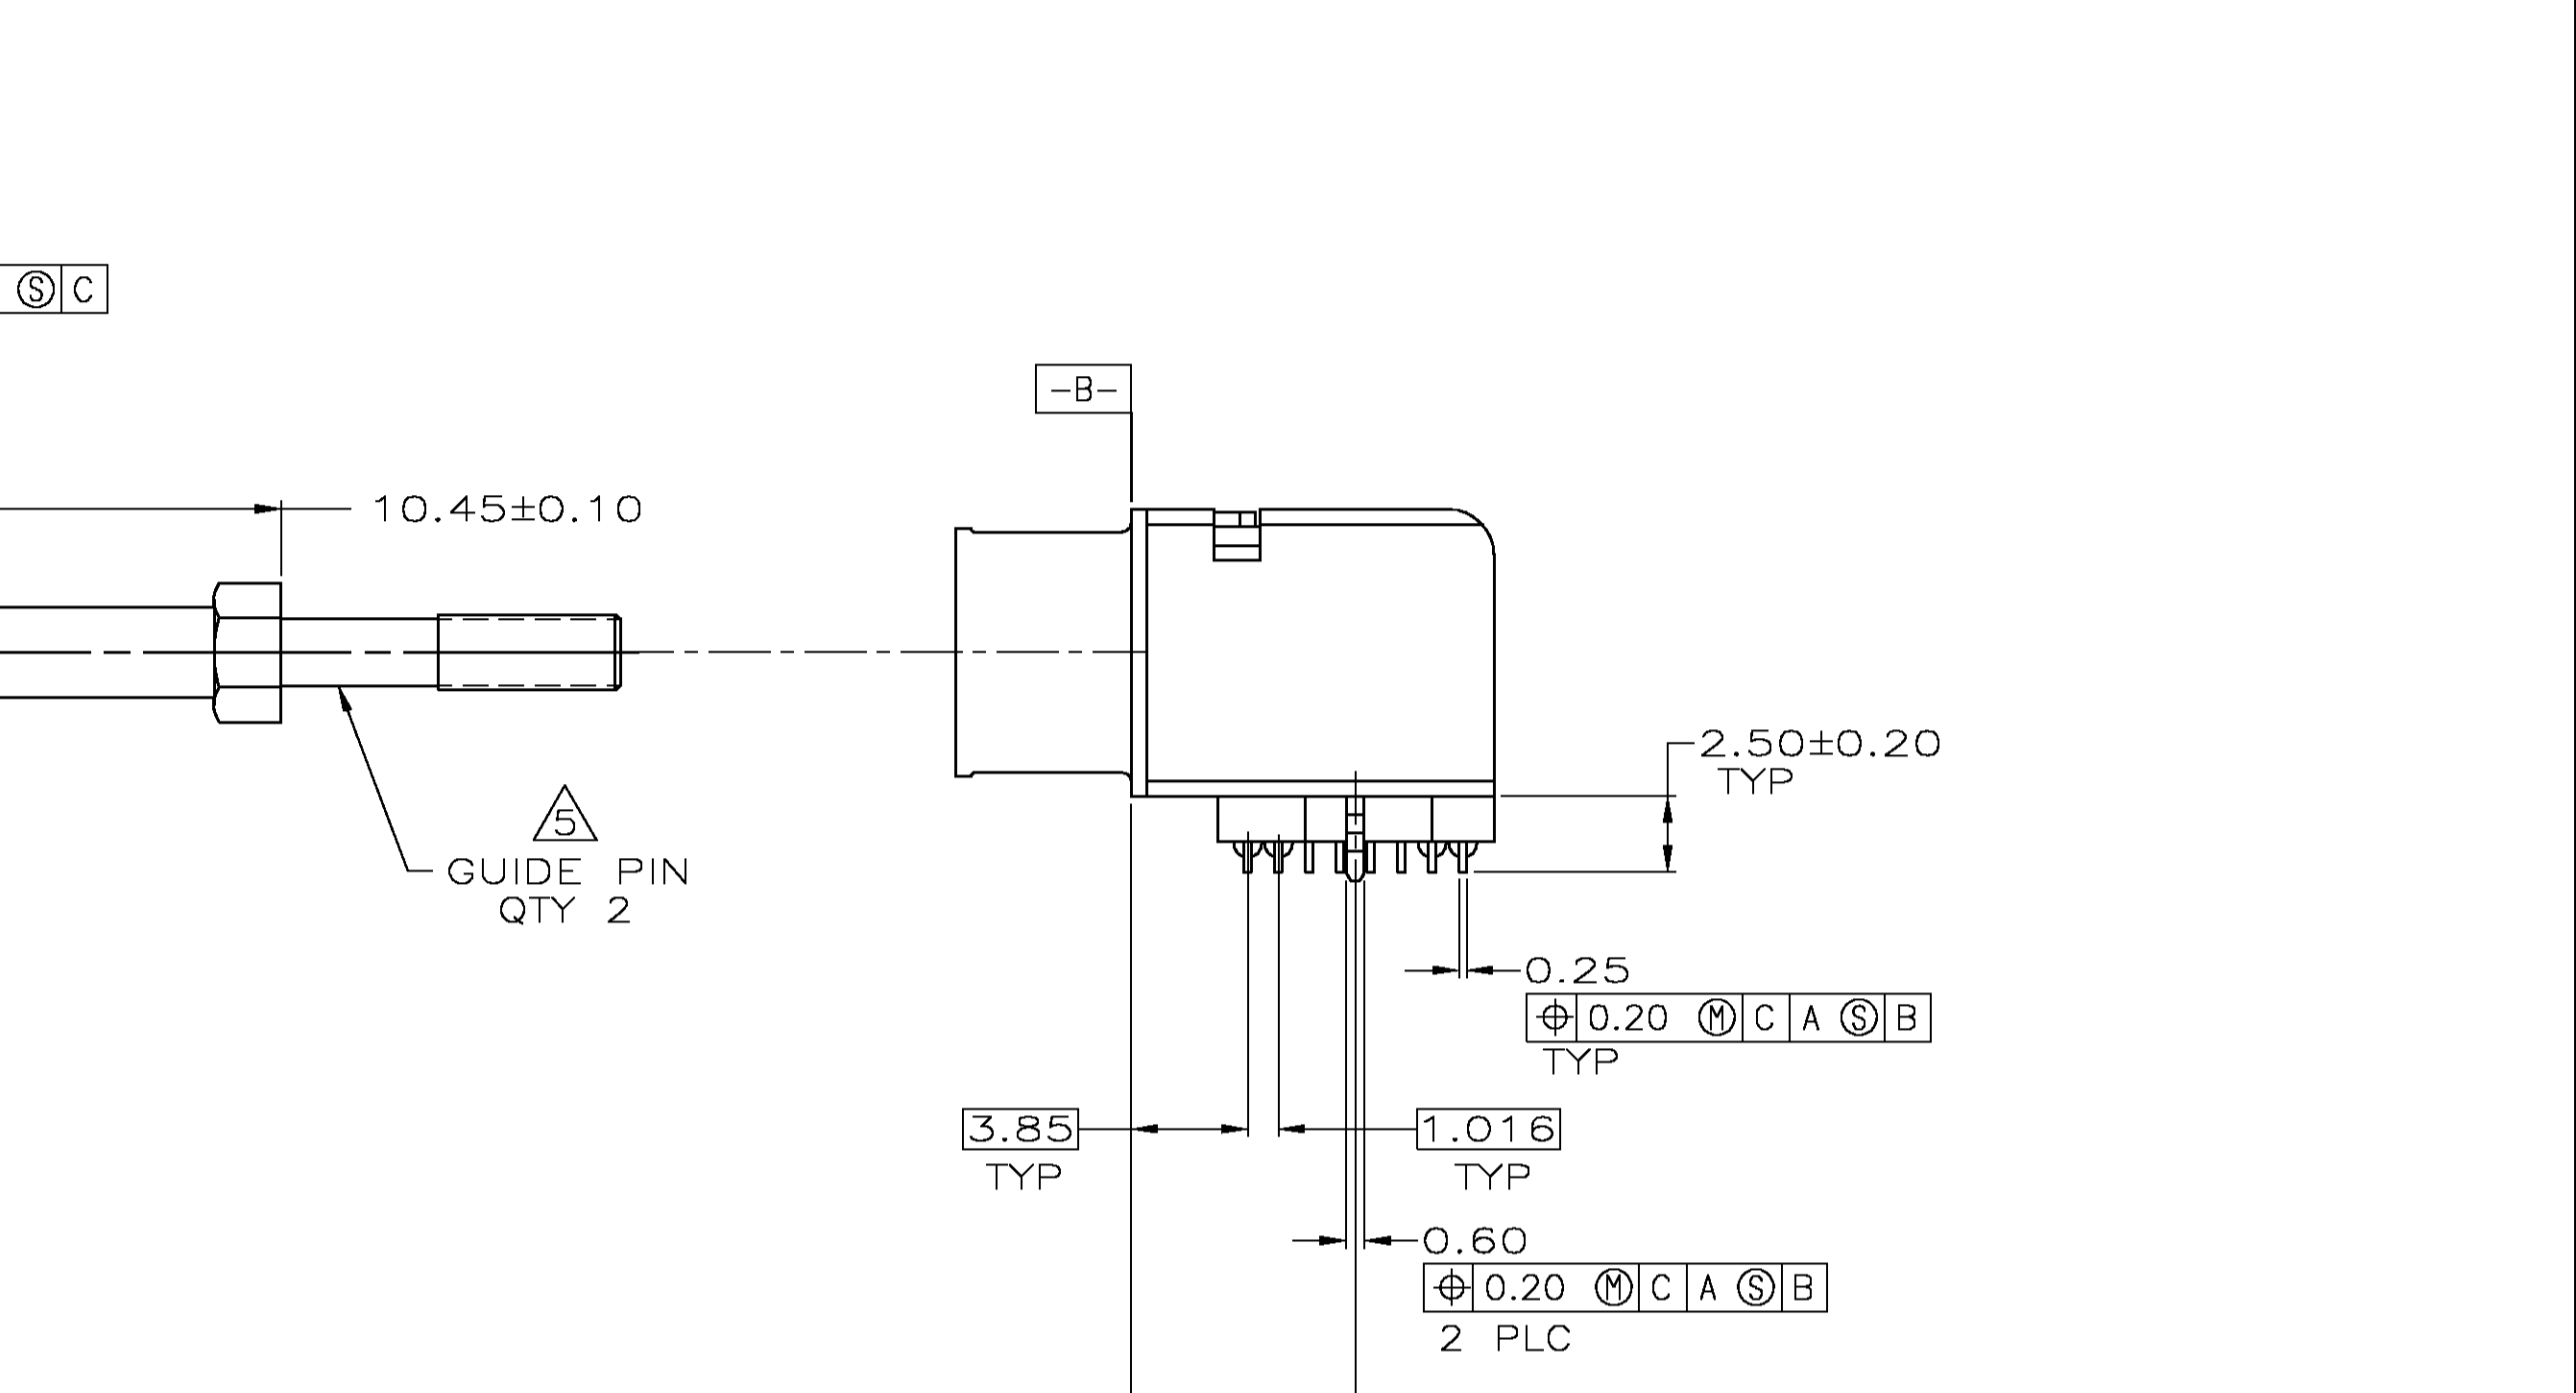 Ⓢ C
-B-
10.45±0.10
2.50±0.20
TYP
5
GUIDE PIN
QTY 2
0.25
⌖ 0.20 Ⓜ C A Ⓢ B
TYP
3.85
TYP
1.016
TYP
0.60
⌖ 0.20 Ⓜ C A Ⓢ B
2 PLC